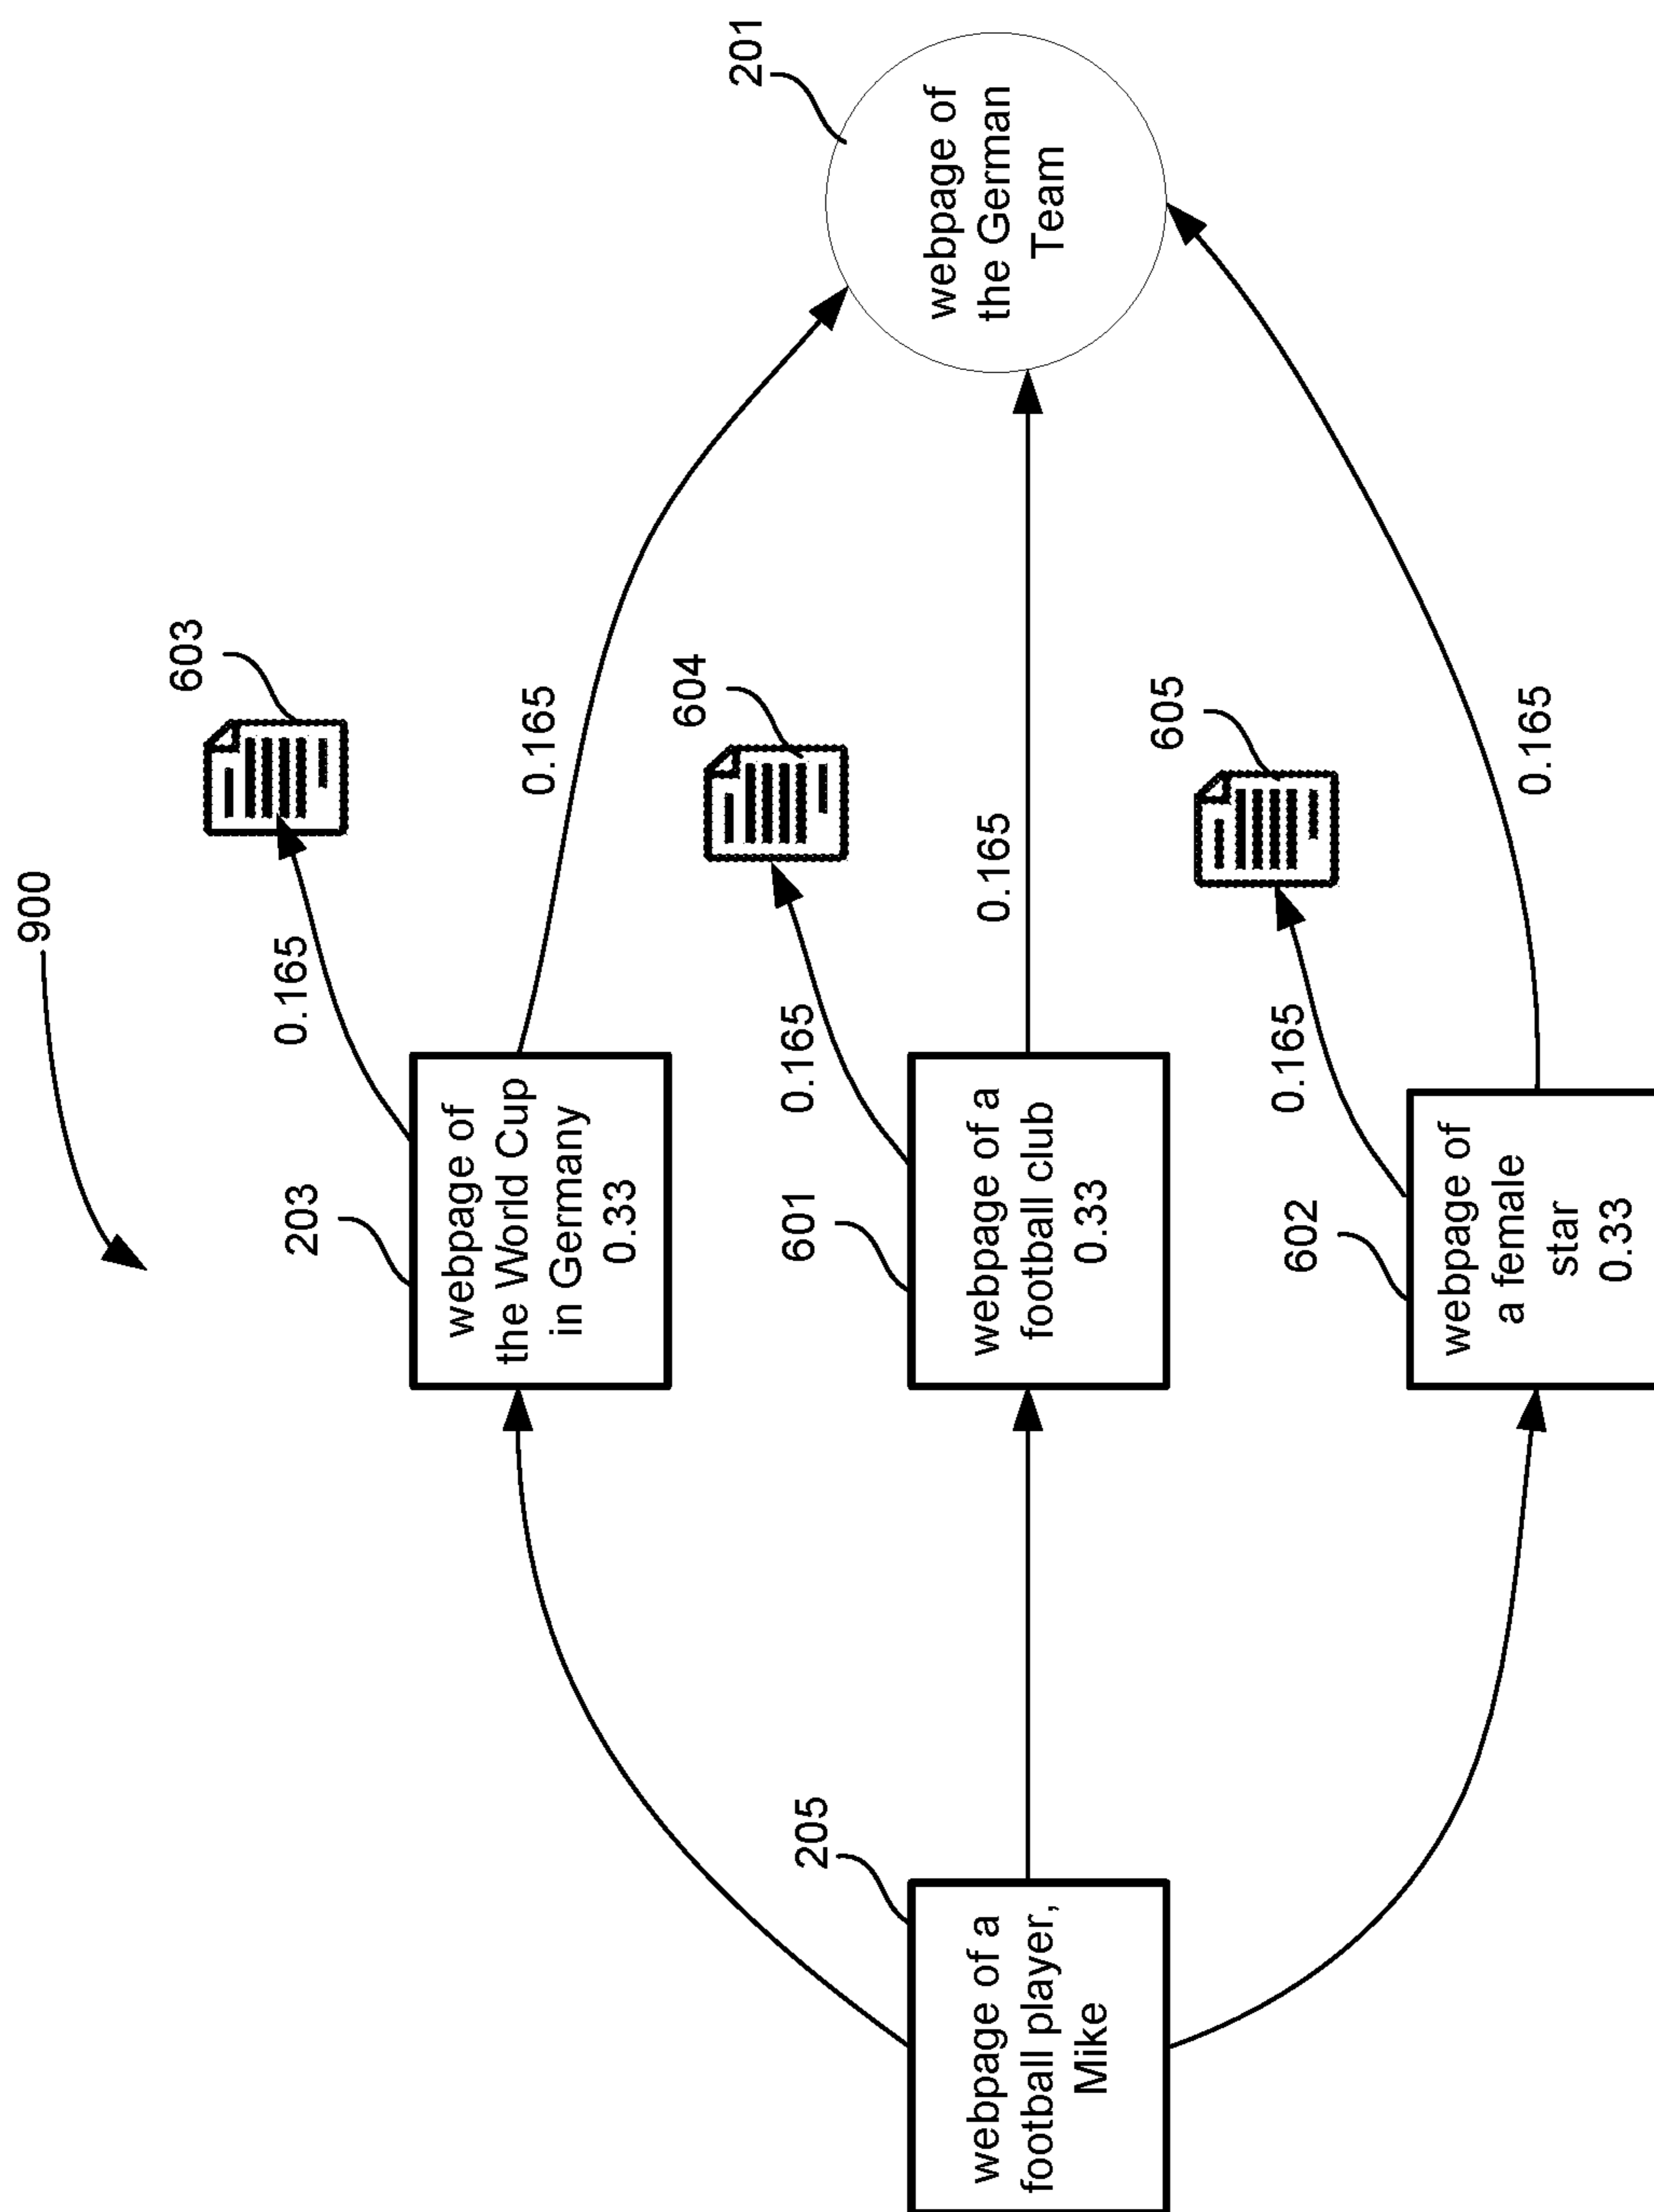 900
603
0.165
203
webpage of
the World Cup
in Germany
0.33
0.165
604
0.165
601
webpage of a
football club
0.33
0.165
205
webpage of a
football player,
Mike
201
webpage of
the German
Team
605
0.165
602
webpage of
a female
star
0.33
0.165